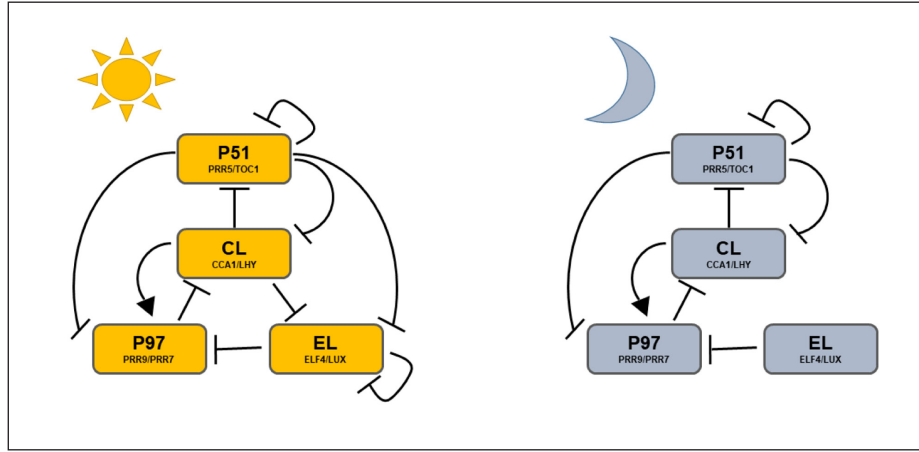 P51
PRR5/TOC1
CL
CCA1/LHY
P97
PRR9/PRR7
EL
ELF4/LUX
P51
PRR5/TOC1
CL
CCA1/LHY
P97
PRR9/PRR7
EL
ELF4/LUX